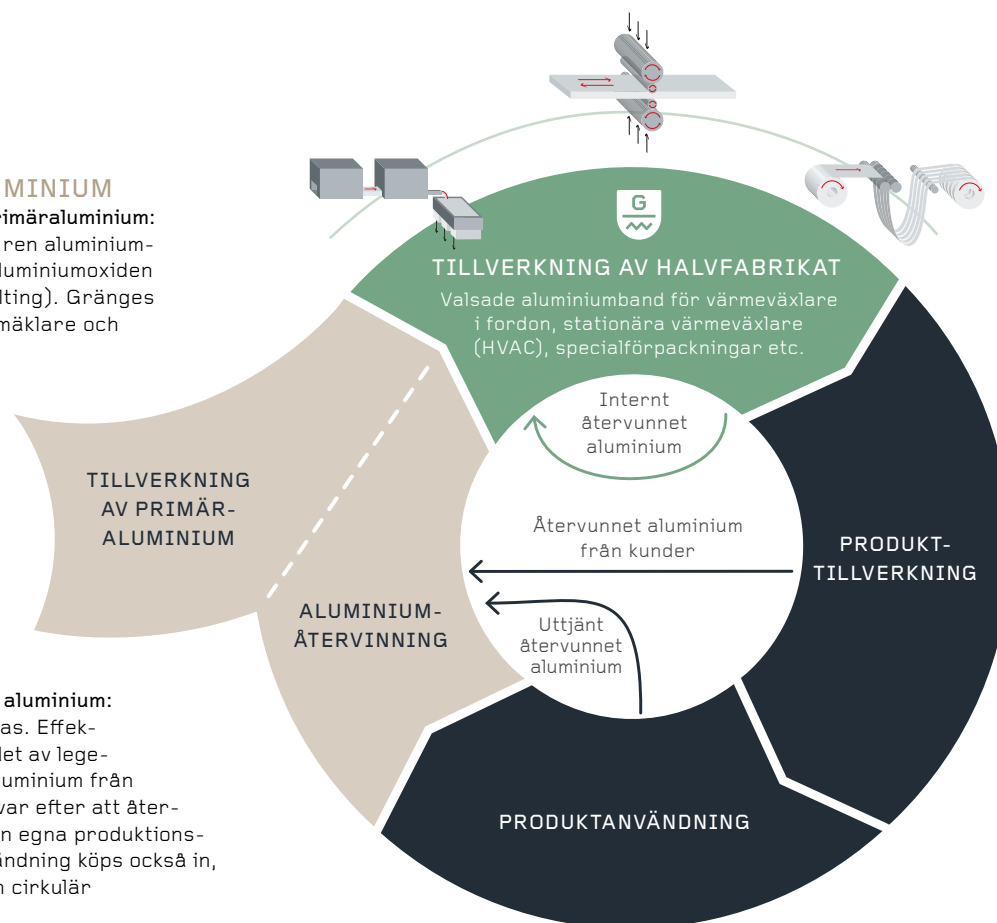 MINIUM
rimäraluminium:
ren aluminium-
luminiumoxiden
lting). Gränges
mäklare och
G
TILLVERKNING AV HALVFABRIKAT
Valsade aluminiumband för värmeväxlare
i fordon, stationära värmeväxlare
(HVAC), specialförpackningar etc.
Internt
återvunnet
aluminium
TILLVERKNING
AV PRIMÄR-
ALUMINIUM
Återvunnet aluminium
från kunder
PRODUKT-
TILLVERKNING
ALUMINIUM-
ÅTERVINNING
Uttjänt
återvunnet
aluminium
aluminium:
as. Effek-
let av lege-
uminium från
var efter att åter-
n egna produktions-
ändning köps också in,
n cirkulär
PRODUKTANVÄNDNING